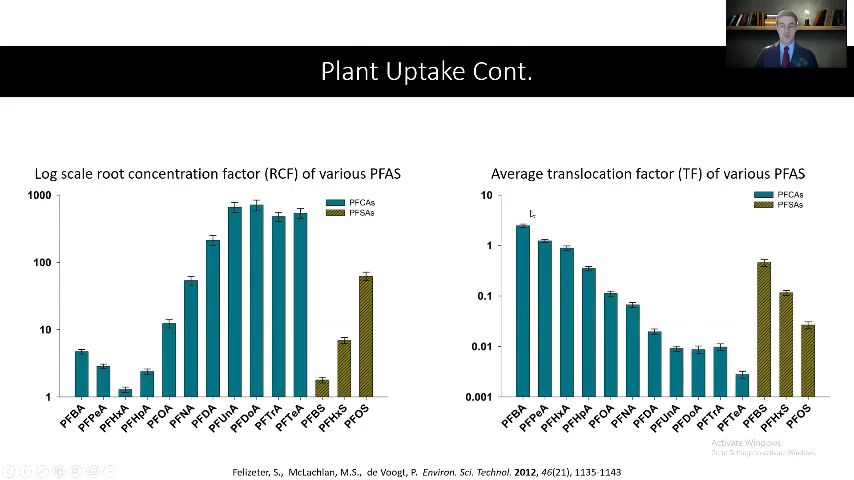 Plant Uptake Cont.
Log scale root concentration factor (RCF) of various PFAS
1000
100
10
1
PFCAs
PFSAs
PFBA
PFPeA
PFHxA
PFHpA
PFOA
PFNA
PFDA
PFUnA
PFDoA
PFTrA
PFTeA
PFBS
PFHxS
PFOS
Average translocation factor (TF) of various PFAS
10
1
0.1
0.01
0.001
PFCAs
PFSAs
PFBA
PFPeA
PFHxA
PFHpA
PFOA
PFNA
PFDA
PFUnA
PFDoA
PFTrA
PFTeA
PFBS
PFHxS
PFOS
Activate Windows
Go to Settings to activate Windows.
Felizeter, S., McLachlan, M.S., de Voogt, P. Environ. Sci. Technol. 2012, 46(21), 1135-1143